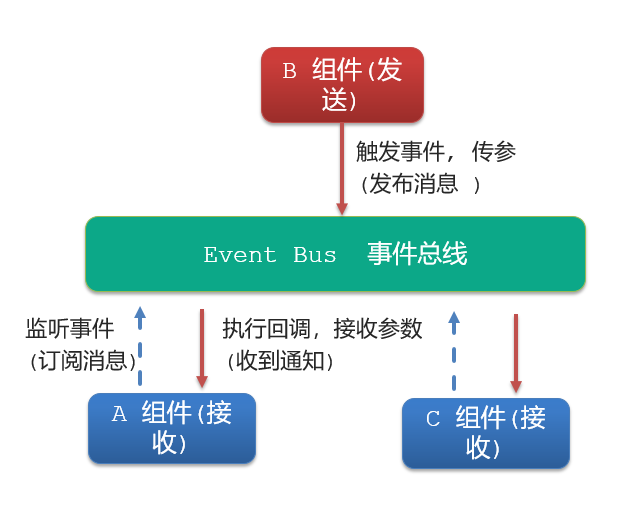 B 组件(发
送)
触发事件, 传参
(发布消息 )
Event Bus 事件总线
监听事件
(订阅消息)
执行回调, 接收参数
(收到通知)
A 组件(接
收)
C 组件(接
收)